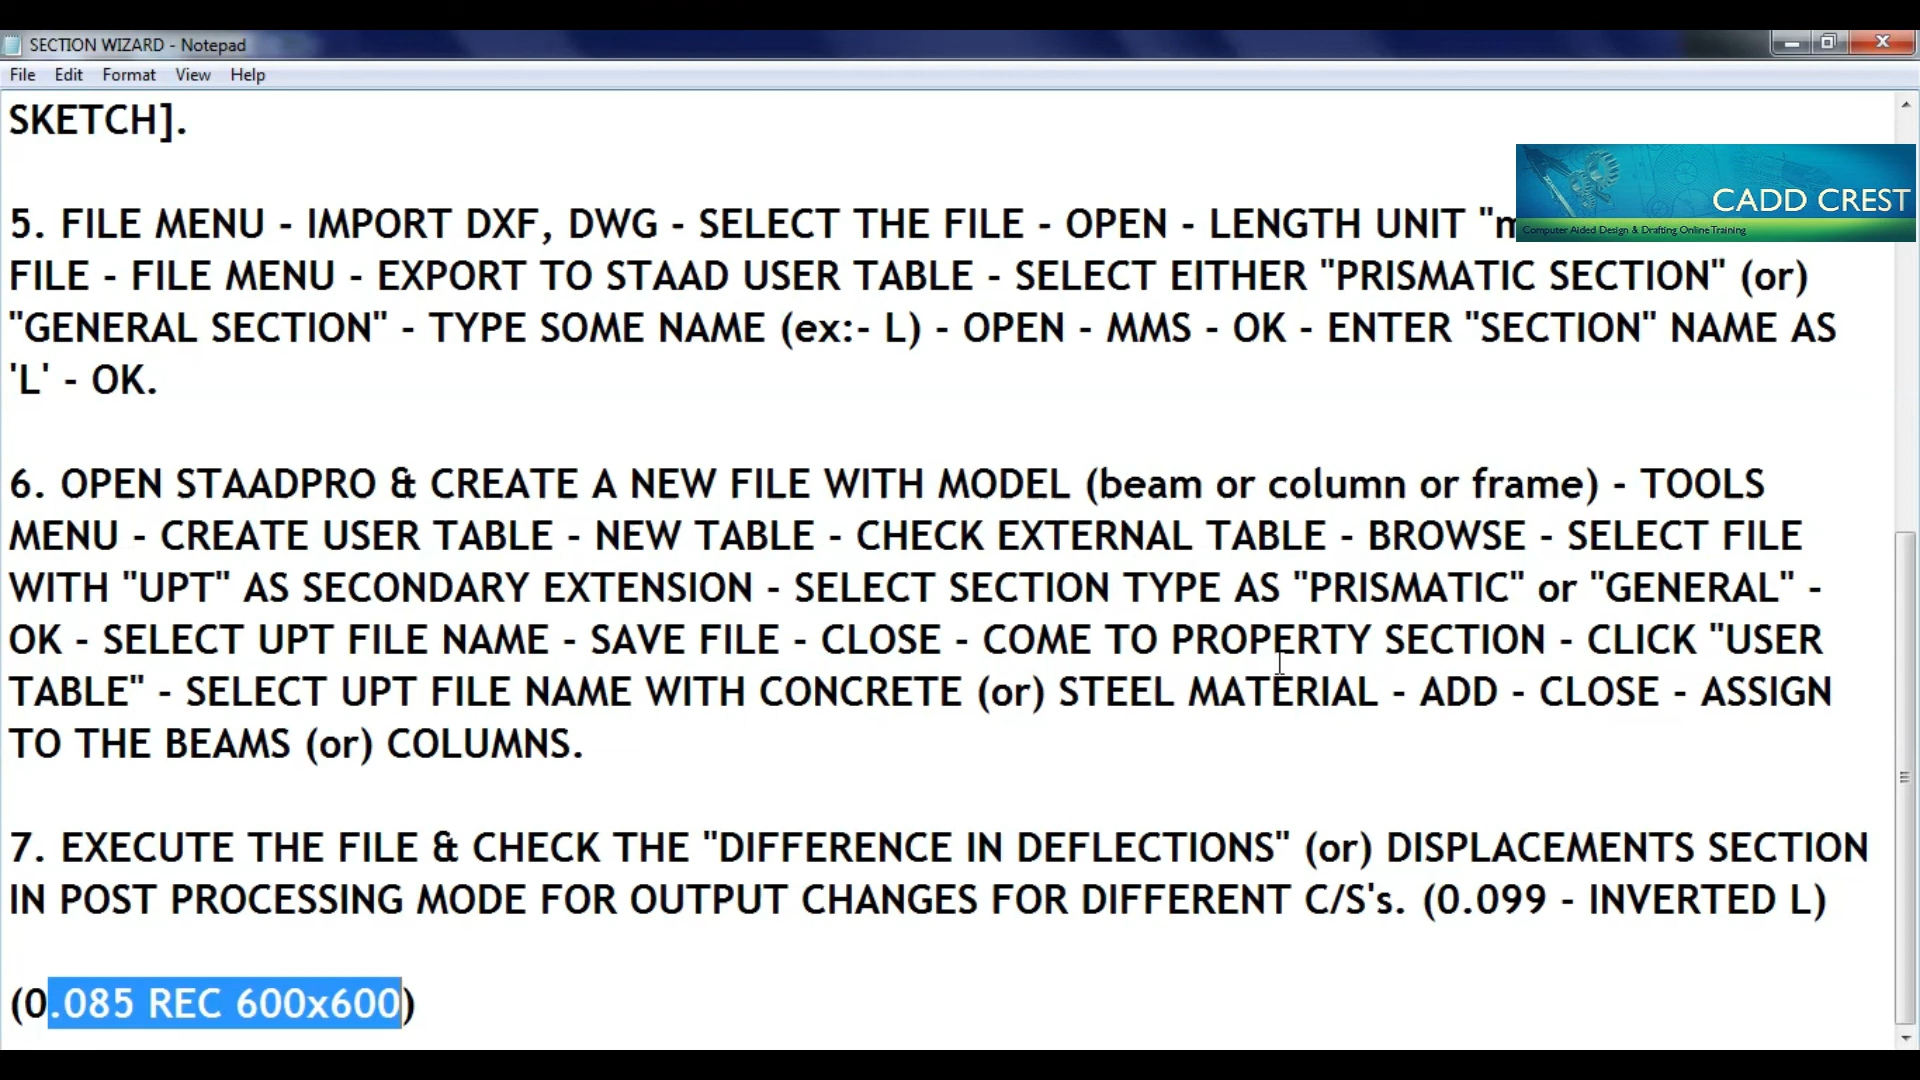 SECTION WIZARD - Notepad
File Edit Format View Help
SKETCH].
CADD CREST
Computer Aided Design & Drafting Online Training
5. FILE MENU - IMPORT DXF, DWG - SELECT THE FILE - OPEN - LENGTH UNIT
FILE - FILE MENU - EXPORT TO STAAD USER TABLE - SELECT EITHER "PRISMATIC SECTION" (or)
"GENERAL SECTION" - TYPE SOME NAME (ex:- L) - OPEN - MMS - OK - ENTER "SECTION" NAME AS
'L' - OK.
6. OPEN STAADPRO & CREATE A NEW FILE WITH MODEL (beam or column or frame) - TOOLS
MENU - CREATE USER TABLE - NEW TABLE - CHECK EXTERNAL TABLE - BROWSE - SELECT FILE
WITH "UPT" AS SECONDARY EXTENSION - SELECT SECTION TYPE AS "PRISMATIC" or "GENERAL" -
OK - SELECT UPT FILE NAME - SAVE FILE - CLOSE - COME TO PROPERTY SECTION - CLICK "USER
TABLE" - SELECT UPT FILE NAME WITH CONCRETE (or) STEEL MATERIAL - ADD - CLOSE - ASSIGN
TO THE BEAMS (or) COLUMNS.
7. EXECUTE THE FILE & CHECK THE "DIFFERENCE IN DEFLECTIONS" (or) DISPLACEMENTS SECTION
IN POST PROCESSING MODE FOR OUTPUT CHANGES FOR DIFFERENT C/S's. (0.099 - INVERTED L)
(0.085 REC 600x600)